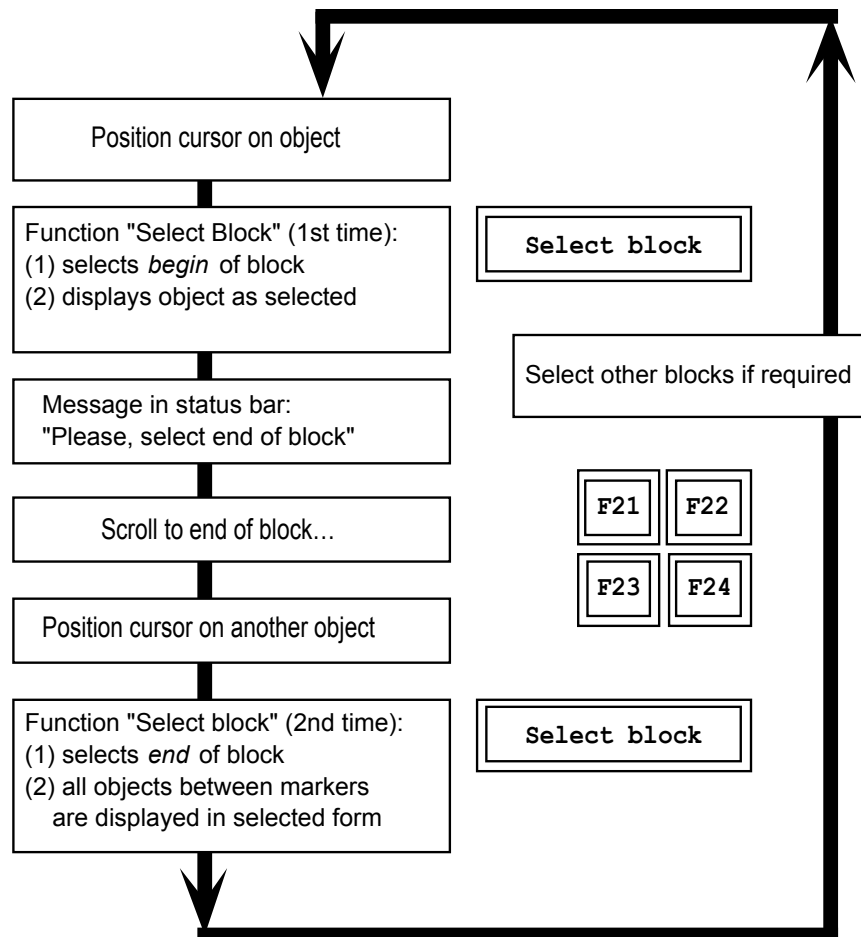 Position cursor on object
Function "Select Block" (1st time):
(1) selects begin of block
(2) displays object as selected
Select block
Select other blocks if required
Message in status bar:
"Please, select end of block"
Scroll to end of block…
F21 F22
F23 F24
Position cursor on another object
Function "Select block" (2nd time):
(1) selects end of block
(2) all objects between markers
are displayed in selected form
Select block